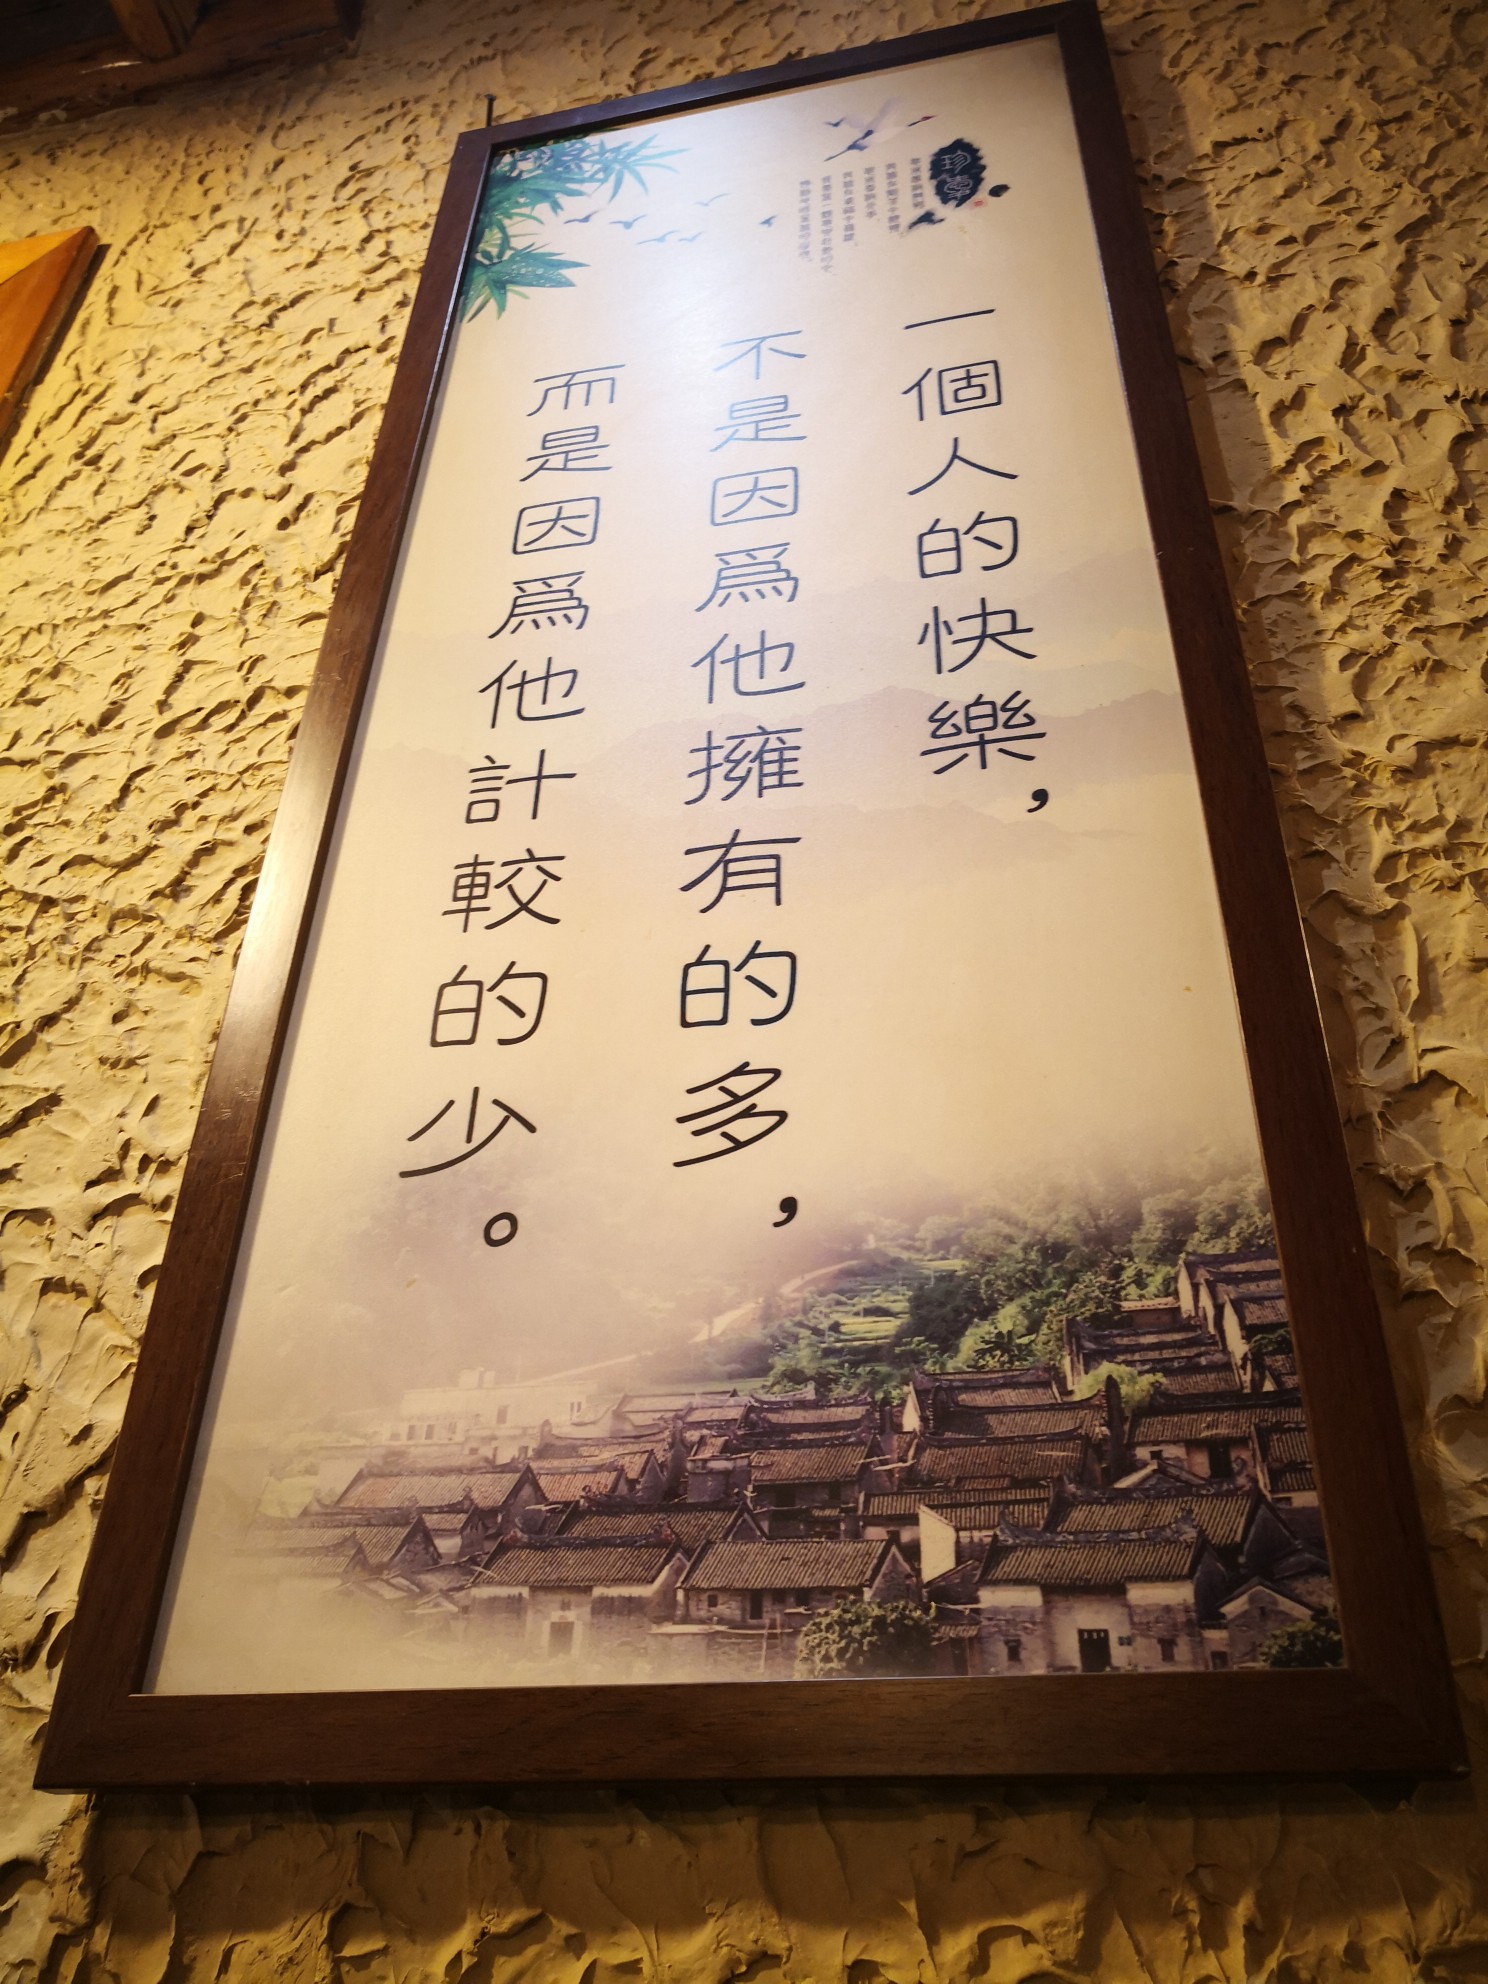 一個人的快樂，
不是因爲他擁有的多，
而是因爲他計較的少。